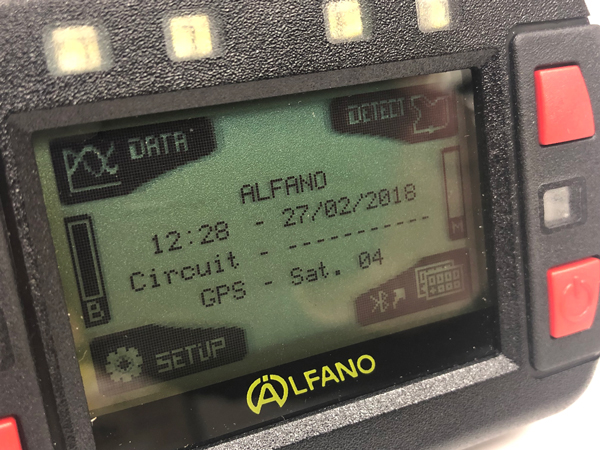 DATA
DETECT
ALFANO
12:28 - 27/02/2018
Circuit - ----------
GPS - Sat. 04
B
M
SETUP
ALFANO